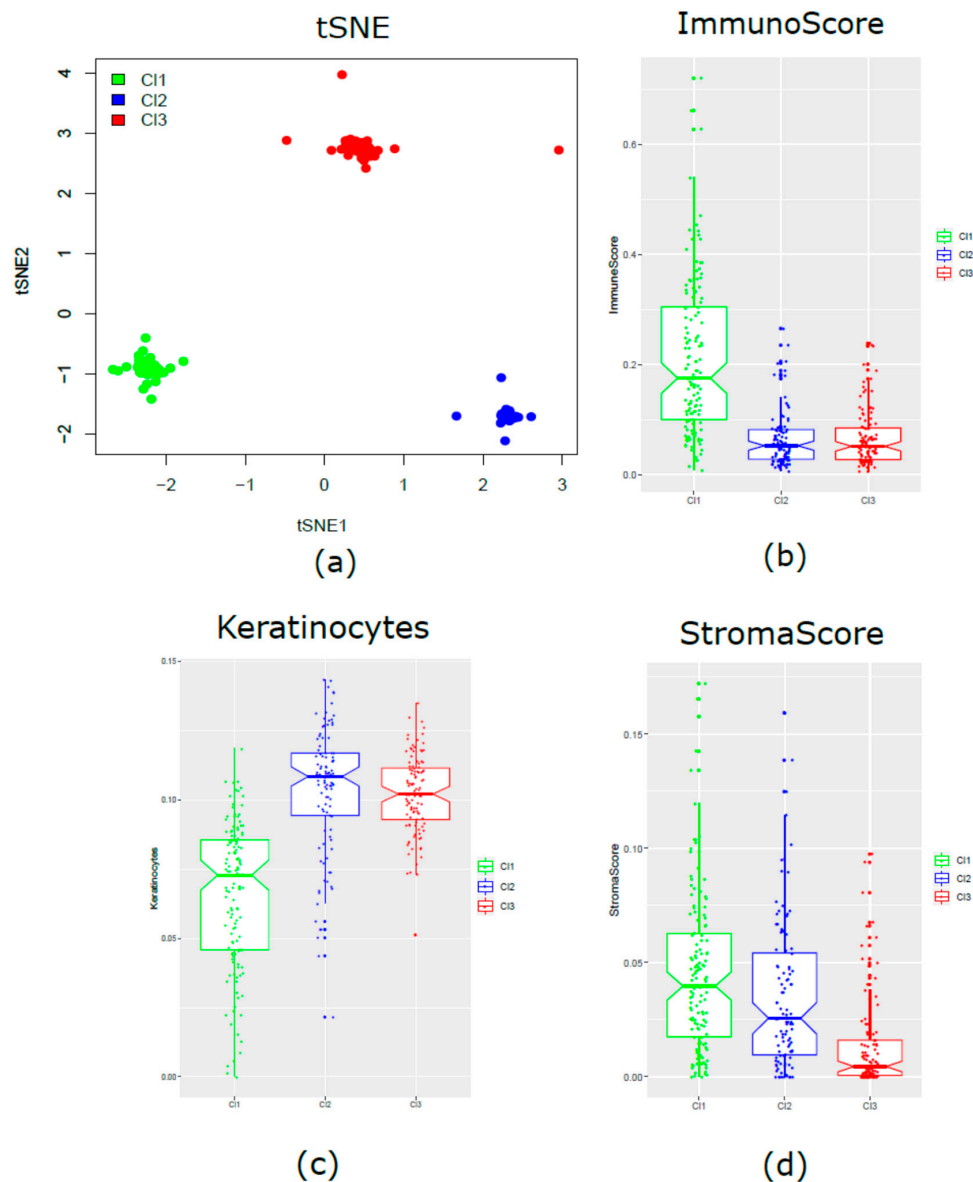 tSNE
Cl1
Cl2
Cl3
4
3
2
1
0
−1
−2
tSNE2
−2
−1
0
1
2
3
tSNE1
(a)
ImmunoScore
0.6
0.4
0.2
0.0
ImmuneScore
Cl1
Cl2
Cl3
Cl1
Cl2
Cl3
(b)
Keratinocytes
0.15
0.10
0.05
0.00
Keratinocytes
Cl1
Cl2
Cl3
Cl1
Cl2
Cl3
(c)
StromaScore
0.15
0.10
0.05
0.00
StromaScore
Cl1
Cl2
Cl3
Cl1
Cl2
Cl3
(d)